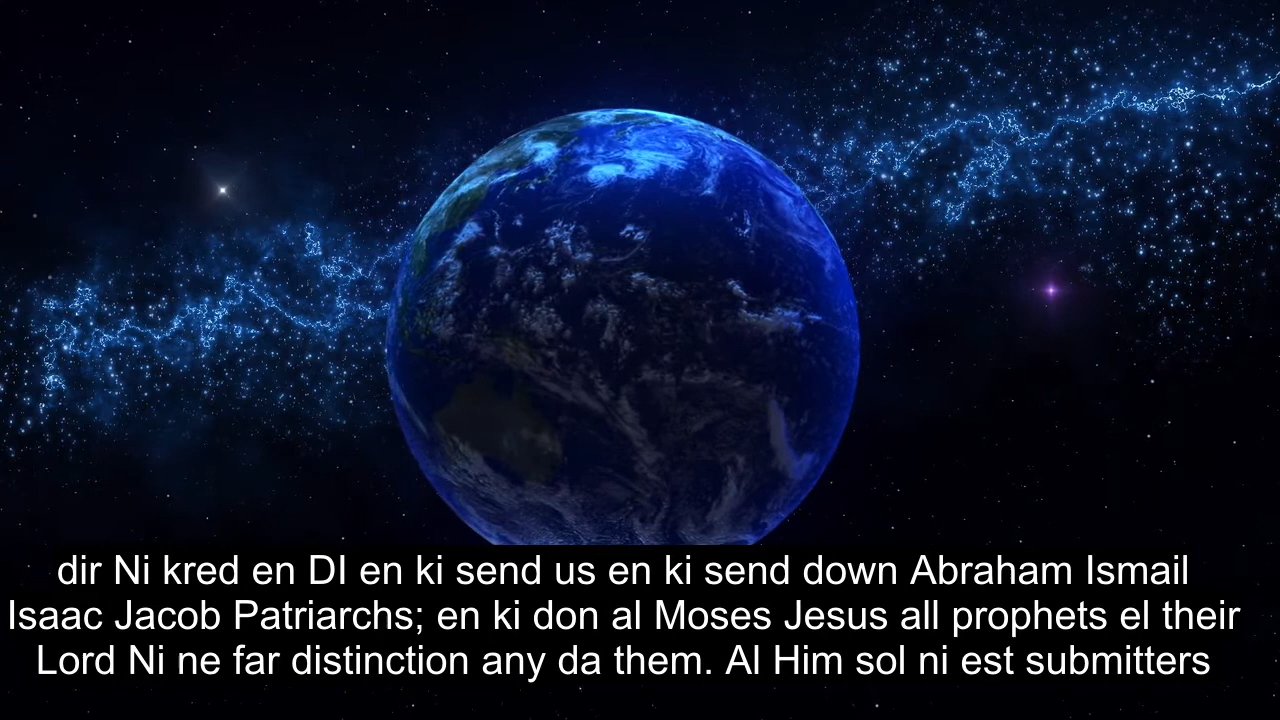 dir Ni kred en DI en ki send us en ki send down Abraham Ismail
Isaac Jacob Patriarchs; en ki don al Moses Jesus all prophets el their
Lord Ni ne far distinction any da them. Al Him sol ni est submitters